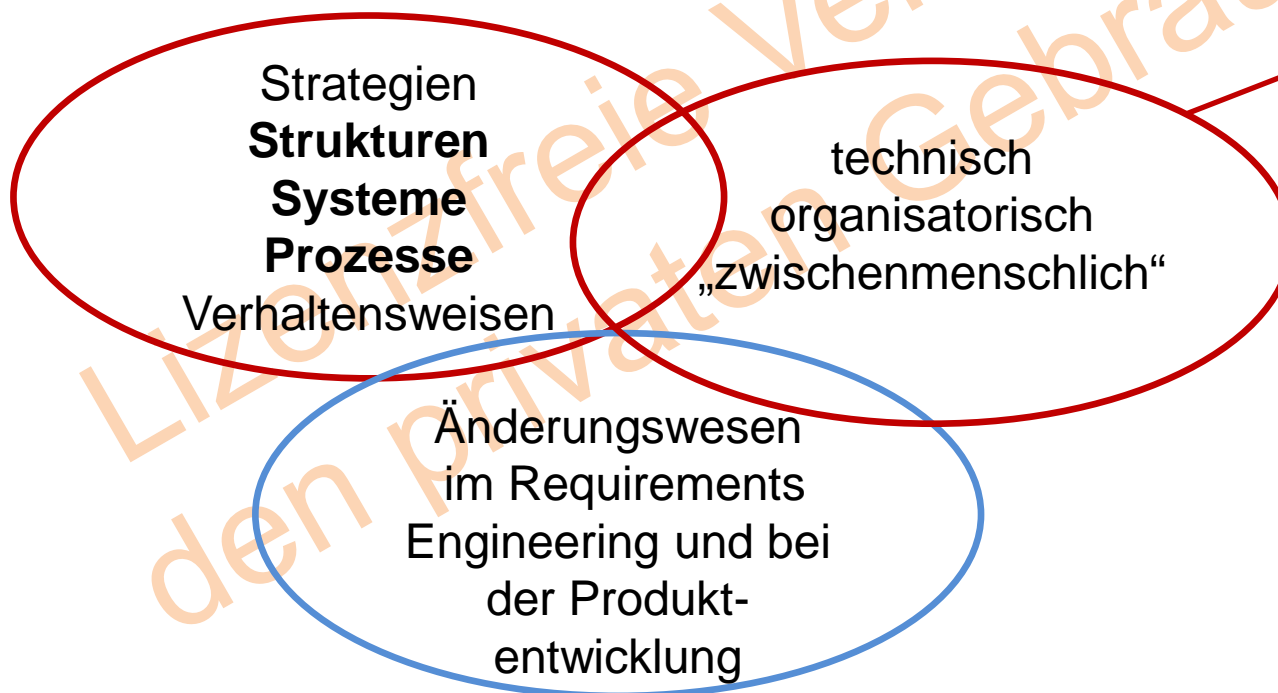 Strategien
Strukturen
Systeme
Prozesse
Verhaltensweisen
technisch
organisatorisch
„zwischenmenschlich“
Änderungswesen
im Requirements
Engineering und bei
der Produkt-
entwicklung
Lizenzfreie
den privaten